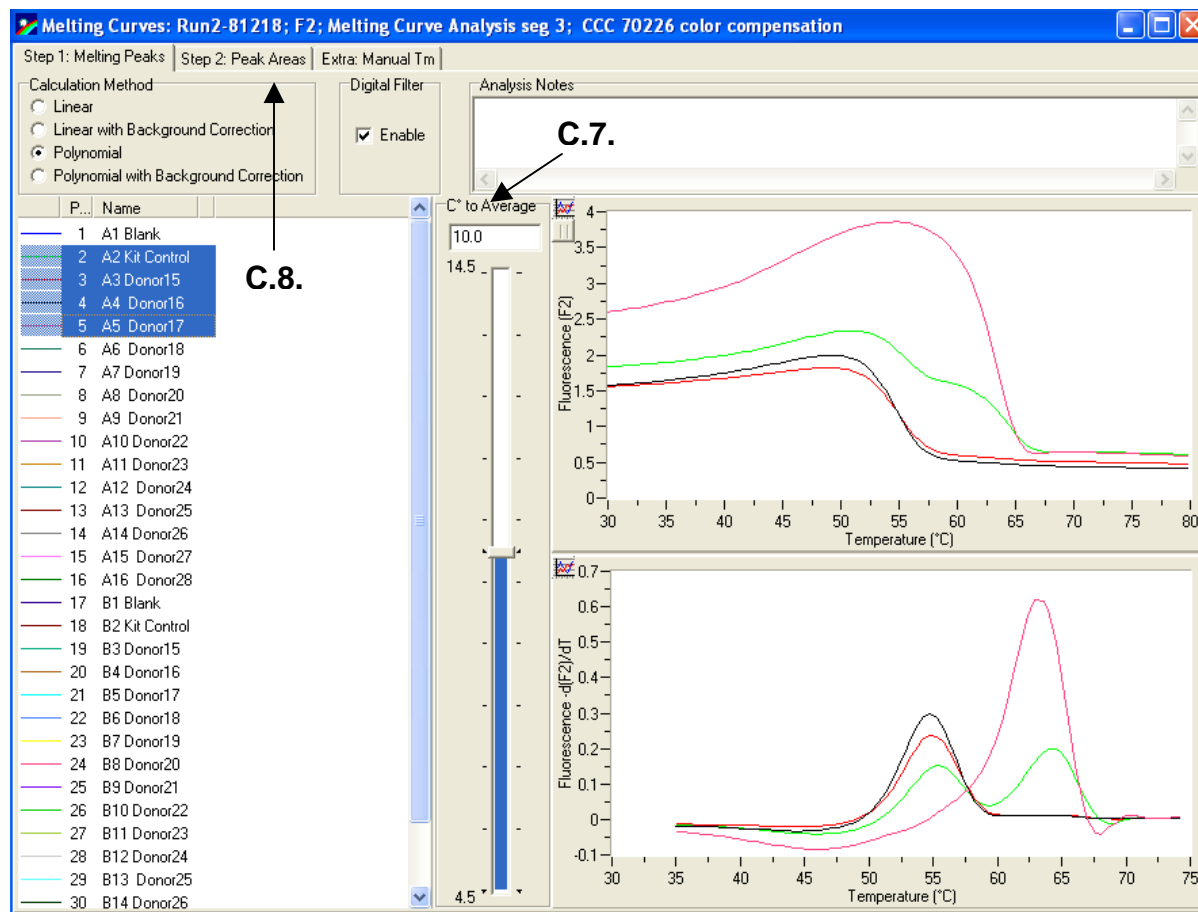 Melting Curves: Run2-81218; F2; Melting Curve Analysis seg 3; CCC 70226 color compensation
Step 1: Melting Peaks Step 2: Peak Areas Extra: Manual Tm
Calculation Method
Linear
Linear with Background Correction
Polynomial
Polynomial with Background Correction
Digital Filter
Enable
Analysis Notes
C.7.
C.8.
P... Name
1 A1 Blank
2 A2 Kit Control
3 A3 Donor15
4 A4 Donor16
5 A5 Donor17
6 A6 Donor18
7 A7 Donor19
8 A8 Donor20
9 A9 Donor21
10 A10 Donor22
11 A11 Donor23
12 A12 Donor24
13 A13 Donor25
14 A14 Donor26
15 A15 Donor27
16 A16 Donor28
17 B1 Blank
18 B2 Kit Control
19 B3 Donor15
20 B4 Donor16
21 B5 Donor17
22 B6 Donor18
23 B7 Donor19
24 B8 Donor20
25 B9 Donor21
26 B10 Donor22
27 B11 Donor23
28 B12 Donor24
29 B13 Donor25
30 B14 Donor26
C° to Average
10.0
14.5
4.5
Fluorescence (F2)
4
3.5
3
2.5
2
1.5
1
0.5
0
30 35 40 45 50 55 60 65 70 75 80
Temperature (°C)
Fluorescence -d(F2)/dT
0.7
0.6
0.5
0.4
0.3
0.2
0.1
0
-0.1
30 35 40 45 50 55 60 65 70 75
Temperature (°C)